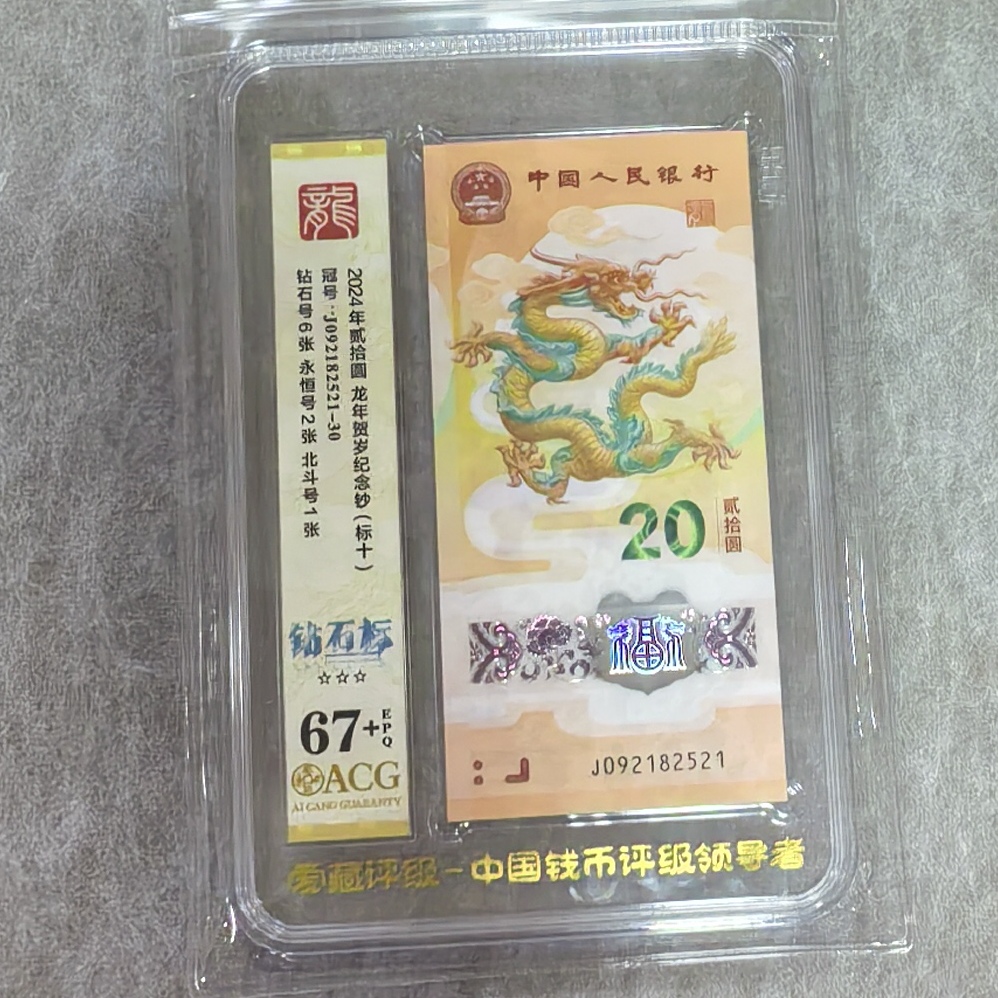 龍
2024年贰拾圆 龙年贺岁纪念钞(标十)
冠号:J092182521-30
钻石号6张 永恒号2张 北斗号1张
钻石标
☆☆☆
67+EPQ
ACG
AI CANG GUARANTY
中国人民银行
龍
20
贰拾圆
福
J092182521
爱藏评级-中国钱币评级领导者